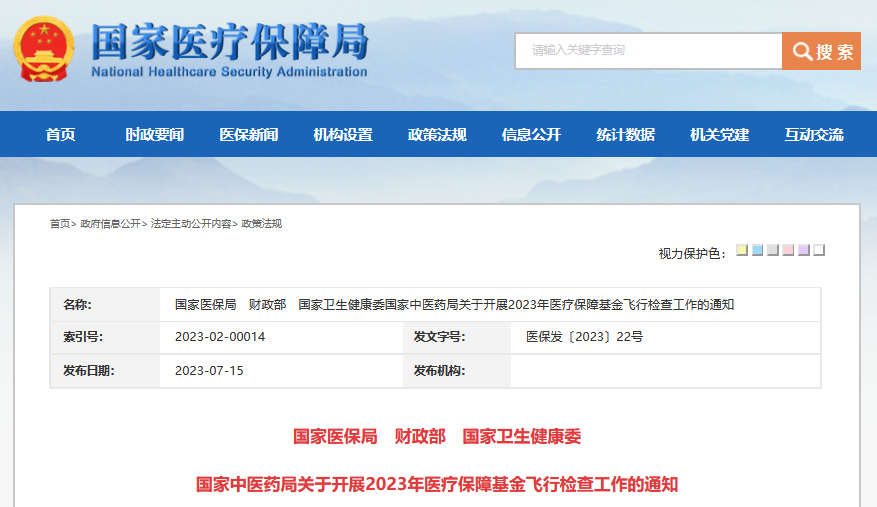 国家医疗保障局
National Healthcare Security Administration
请输入关键字查询
搜 索
首页 时政要闻 医保新闻 机构设置 政策法规 信息公开 统计数据 机关党建 互动交流
首页> 政府信息公开> 法定主动公开内容> 政策法规
视力保护色：
名称： 国家医保局 财政部 国家卫生健康委国家中医药局关于开展2023年医疗保障基金飞行检查工作的通知
索引号： 2023-02-00014 发文字号： 医保发〔2023〕22号
发布日期： 2023-07-15 发布机构：
国家医保局 财政部 国家卫生健康委
国家中医药局关于开展2023年医疗保障基金飞行检查工作的通知